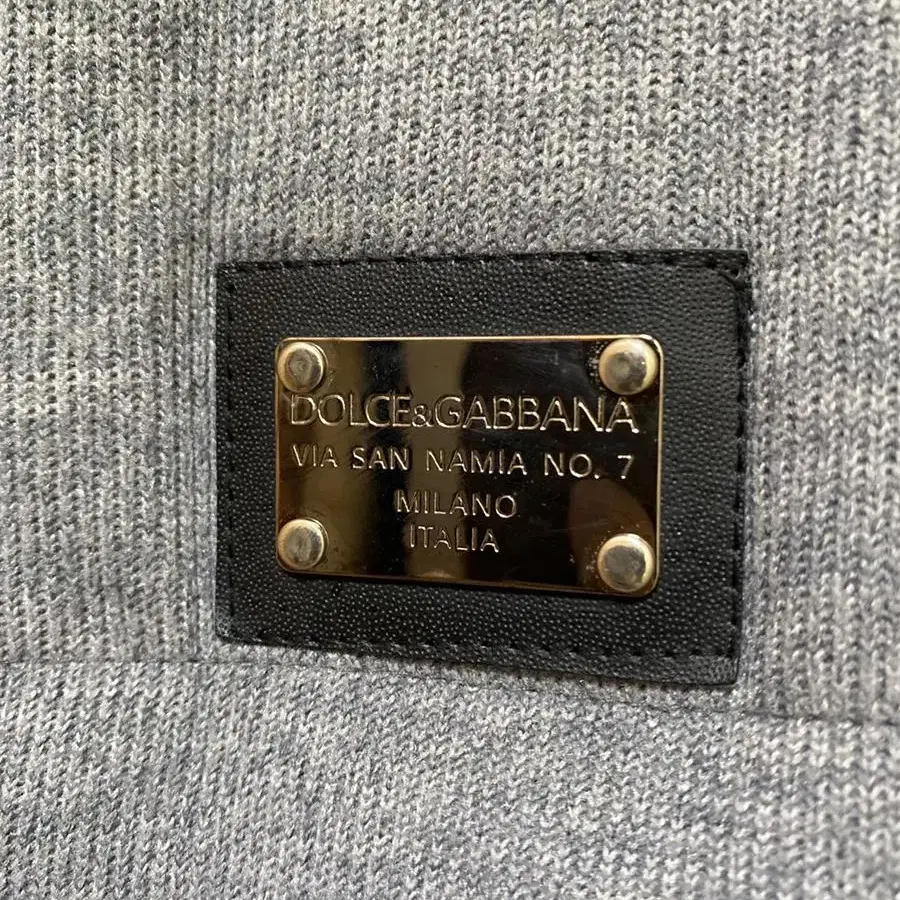 DOLCE&GABBANA
VIA SAN NAMIA NO. 7
MILANO
ITALIA